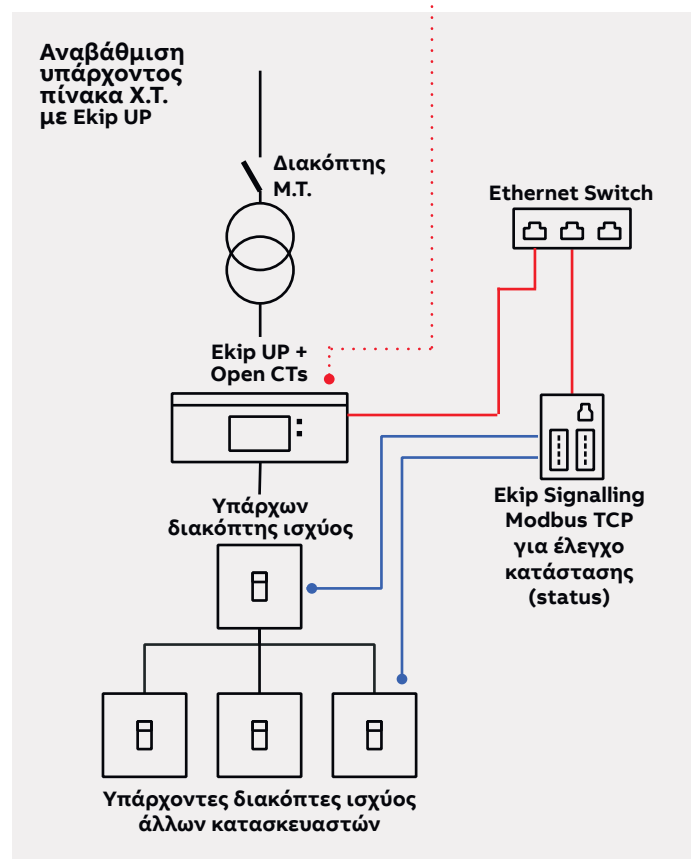 Αναβάθμιση
υπάρχοντος
πίνακα Χ.Τ.
με Ekip UP
Διακόπτης
Μ.Τ.
Ethernet Switch
Ekip UP +
Open CTs
Υπάρχων
διακόπτης ισχύος
Ekip Signalling
Modbus TCP
για έλεγχο
κατάστασης
(status)
Υπάρχοντες διακόπτες ισχύος
άλλων κατασκευαστών